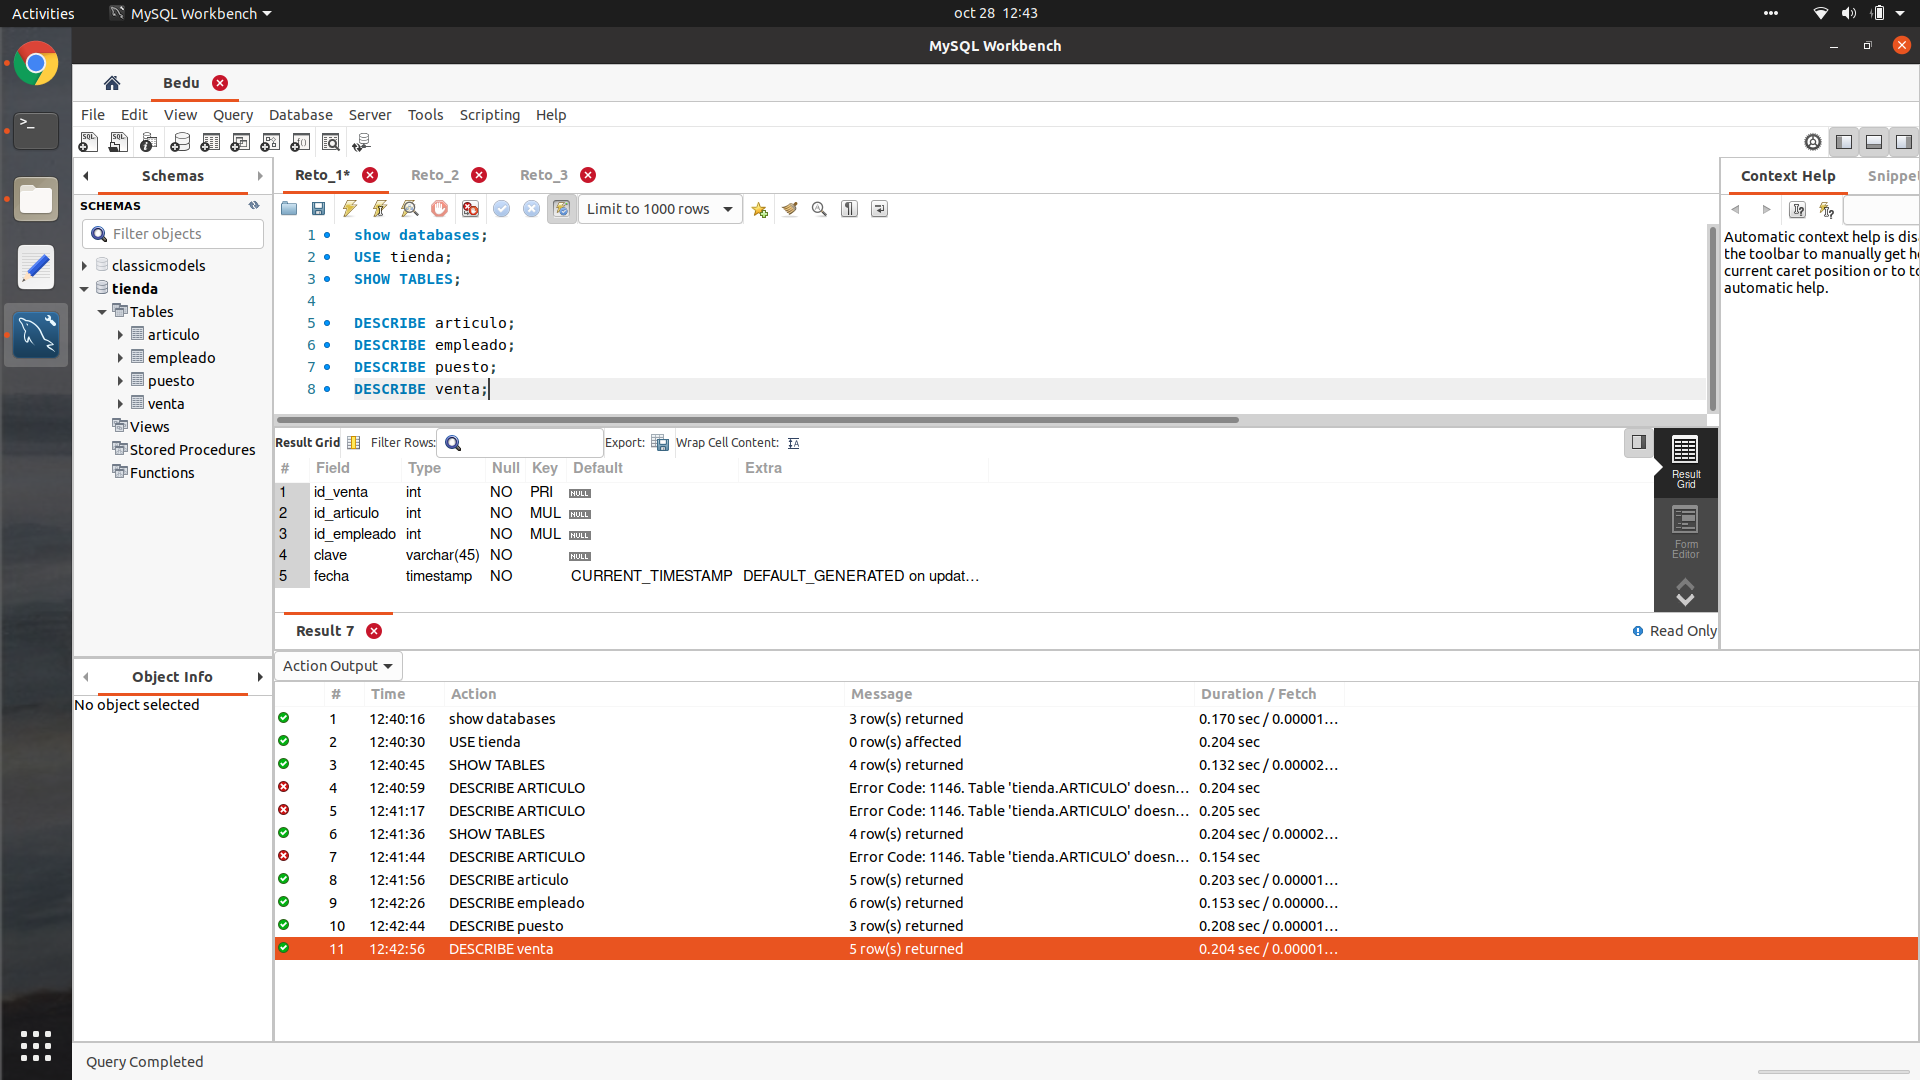 Activities MySQL Workbench oct 28 12:43
MySQL Workbench
Bedu
File Edit View Query Database Server Tools Scripting Help
Schemas Reto_1* Reto_2 Reto_3 Context Help Snippet
SCHEMAS
Limit to 1000 rows
Filter objects
classicmodels
tienda
Tables
articulo
empleado
puesto
venta
Views
Stored Procedures
Functions
1 show databases;
2 USE tienda;
3 SHOW TABLES;
4
5 DESCRIBE articulo;
6 DESCRIBE empleado;
7 DESCRIBE puesto;
8 DESCRIBE venta;
Automatic context help is dis
the toolbar to manually get h
current caret position or to to
automatic help.
Result Grid Filter Rows: Export: Wrap Cell Content:
# Field Type Null Key Default Extra
1 id_venta int NO PRI NULL
2 id_articulo int NO MUL NULL
3 id_empleado int NO MUL NULL
4 clave varchar(45) NO NULL
5 fecha timestamp NO CURRENT_TIMESTAMP DEFAULT_GENERATED on updat...
Result
Grid
Form
Editor
Result 7 Read Only
Object Info
No object selected
Action Output
# Time Action Message Duration / Fetch
1 12:40:16 show databases 3 row(s) returned 0.170 sec / 0.00001...
2 12:40:30 USE tienda 0 row(s) affected 0.204 sec
3 12:40:45 SHOW TABLES 4 row(s) returned 0.132 sec / 0.00002...
4 12:40:59 DESCRIBE ARTICULO Error Code: 1146. Table 'tienda.ARTICULO' doesn... 0.204 sec
5 12:41:17 DESCRIBE ARTICULO Error Code: 1146. Table 'tienda.ARTICULO' doesn... 0.205 sec
6 12:41:36 SHOW TABLES 4 row(s) returned 0.204 sec / 0.00002...
7 12:41:44 DESCRIBE ARTICULO Error Code: 1146. Table 'tienda.ARTICULO' doesn... 0.154 sec
8 12:41:56 DESCRIBE articulo 5 row(s) returned 0.203 sec / 0.00001...
9 12:42:26 DESCRIBE empleado 6 row(s) returned 0.153 sec / 0.00000...
10 12:42:44 DESCRIBE puesto 3 row(s) returned 0.208 sec / 0.00001...
11 12:42:56 DESCRIBE venta 5 row(s) returned 0.204 sec / 0.00001...
Query Completed